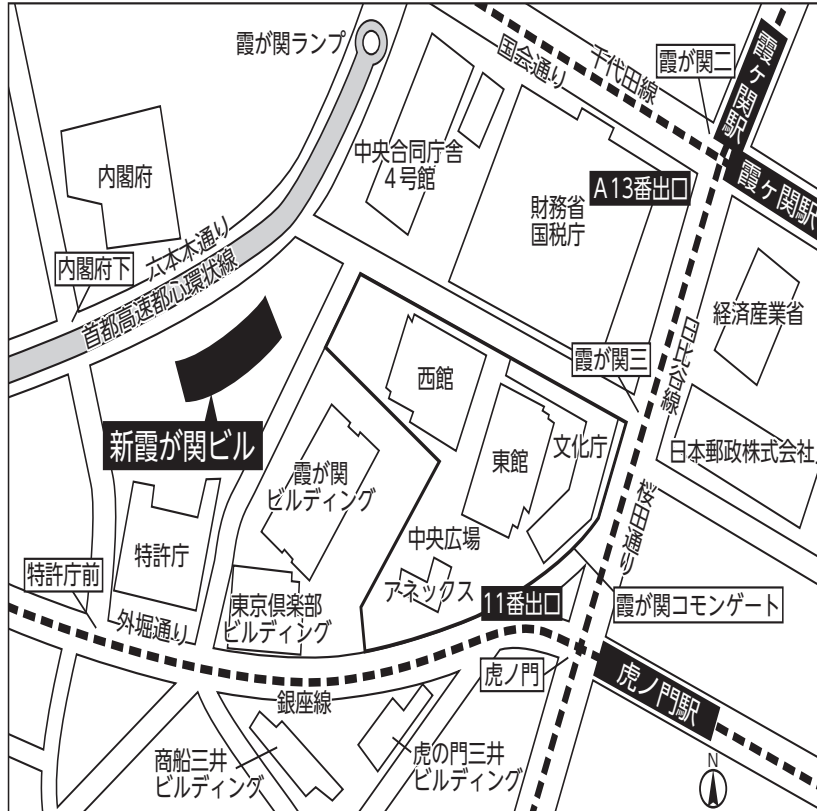 霞が関ランプ
国会通り
千代田線
霞が関二
霞ヶ関駅
内閣府
中央合同庁舎
4号館
財務省
国税庁
A13番出口
霞ヶ関駅
内閣府下
六本木通り
首都高速都心環状線
経済産業省
西館
霞が関三
日比谷線
新霞が関ビル
霞が関
ビルディング
東館
文化庁
日本郵政株式会社
特許庁
中央広場
桜田通り
特許庁前
アネックス
11番出口
霞が関コモンゲート
外堀通り
東京倶楽部
ビルディング
虎ノ門
虎ノ門駅
銀座線
商船三井
ビルディング
虎の門三井
ビルディング
N